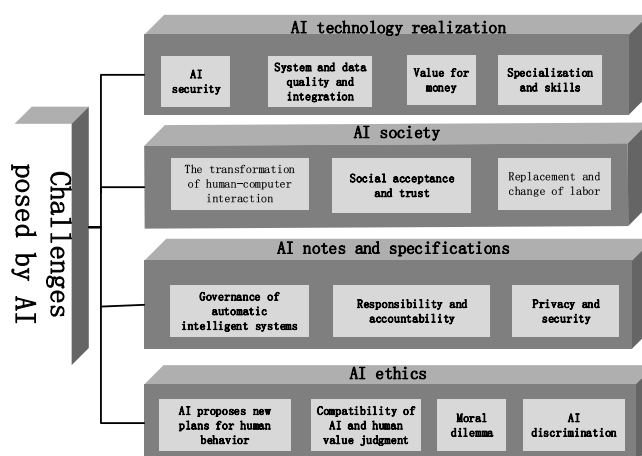 Challenges
posed by AI
AI technology realization
AI
security
System and data
quality and
integration
Value for
money
Specialization
and skills
AI society
The transformation
of human-computer
interaction
Social acceptance
and trust
Replacement and
change of labor
AI notes and specifications
Governance of
automatic
intelligent systems
Responsibility and
accountability
Privacy and
security
AI ethics
AI proposes new
plans for human
behavior
Compatibility of
AI and human
value judgment
Moral
dilemma
AI
discrimination